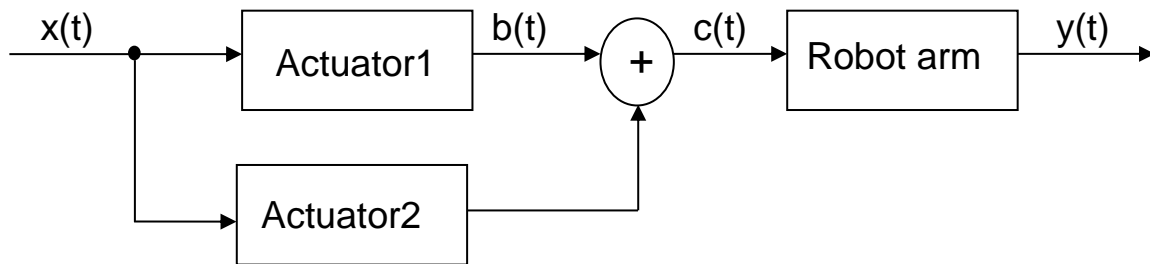 x(t)
Actuator1
b(t)
+
c(t)
Robot arm
y(t)
Actuator2